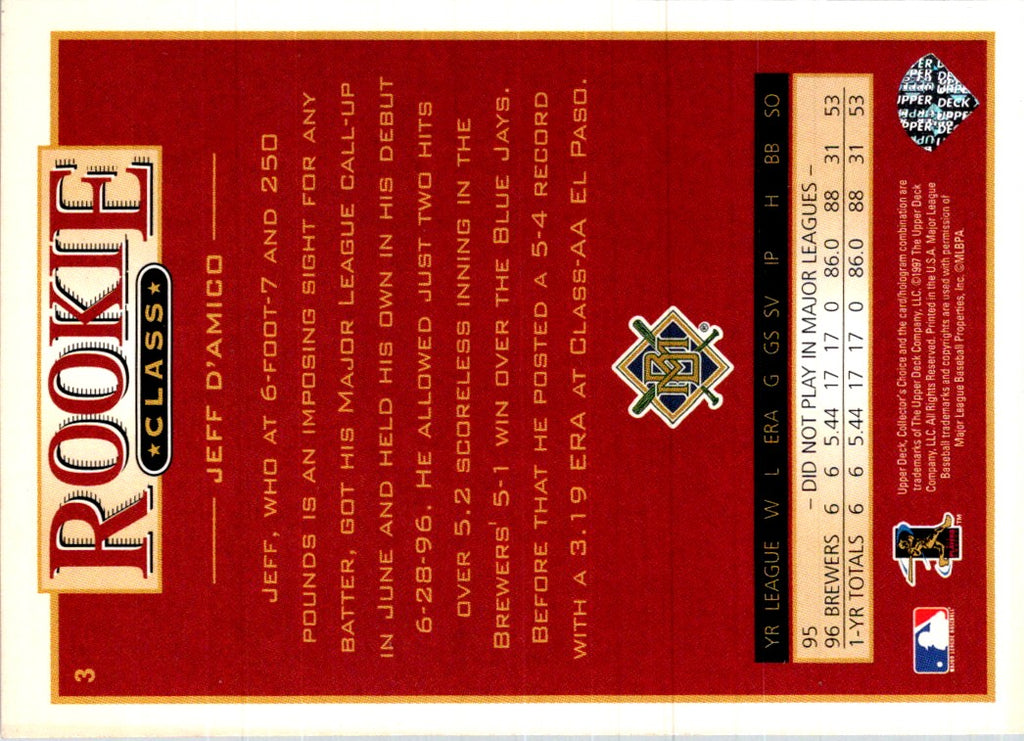 3
ROOKIE
★CLASS★
JEFF D'AMICO
JEFF, WHO AT 6-FOOT-7 AND 250
POUNDS IS AN IMPOSING SIGHT FOR ANY
BATTER, GOT HIS MAJOR LEAGUE CALL-UP
IN JUNE AND HELD HIS OWN IN HIS DEBUT
6-28-96. HE ALLOWED JUST TWO HITS
OVER 5.2 SCORELESS INNING IN THE
BREWERS' 5-1 WIN OVER THE BLUE JAYS.
BEFORE THAT HE POSTED A 5-4 RECORD
WITH A 3.19 ERA AT CLASS-AA EL PASO.
MB ®
YR LEAGUE W L ERA G GS SV IP H BB SO
95 – DID NOT PLAY IN MAJOR LEAGUES –
96 BREWERS 6 6 5.44 17 17 0 86.0 88 31 53
1-YR TOTALS 6 6 5.44 17 17 0 86.0 88 31 53
MAJOR LEAGUE BASEBALL
TM
Upper Deck, Collector's Choice and the card/hologram combination are
trademarks of The Upper Deck Company, LLC. ©1997 The Upper Deck
Company, LLC. All Rights Reserved. Printed in the U.S.A. Major League
Baseball trademarks and copyrights are used with permission of
Major League Baseball Properties, Inc. ©MLBPA.
UPPER DECK